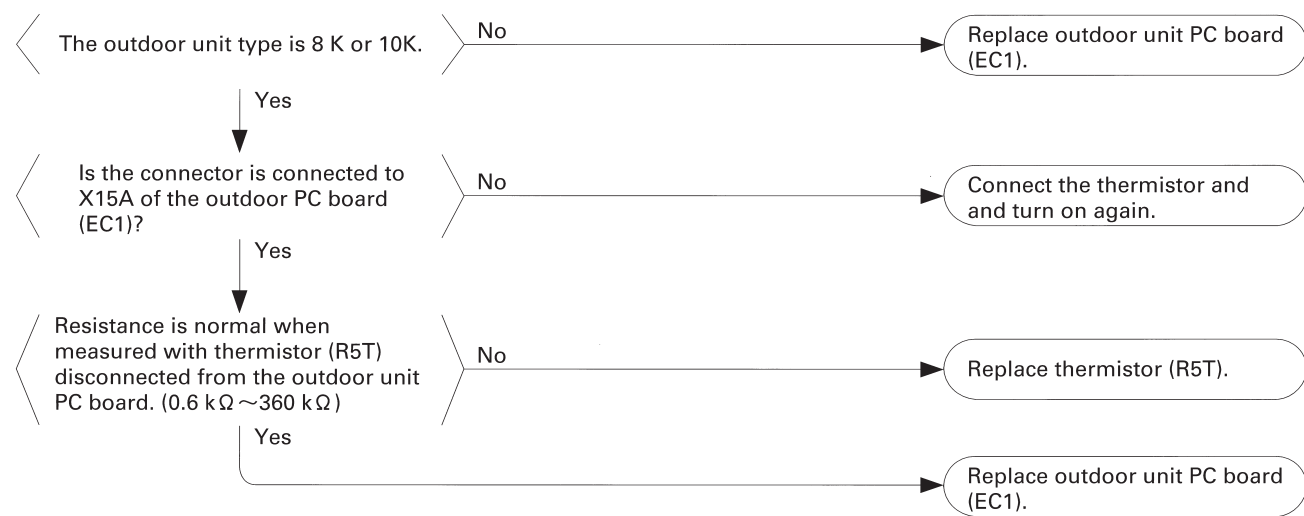 The outdoor unit type is 8 K or 10K.
No
Replace outdoor unit PC board
(EC1).
Yes
Is the connector is connected to
X15A of the outdoor PC board
(EC1)?
No
Connect the thermistor and
and turn on again.
Yes
Resistance is normal when
measured with thermistor (R5T)
disconnected from the outdoor unit
PC board. (0.6 kΩ～360 kΩ)
No
Replace thermistor (R5T).
Yes
Replace outdoor unit PC board
(EC1).